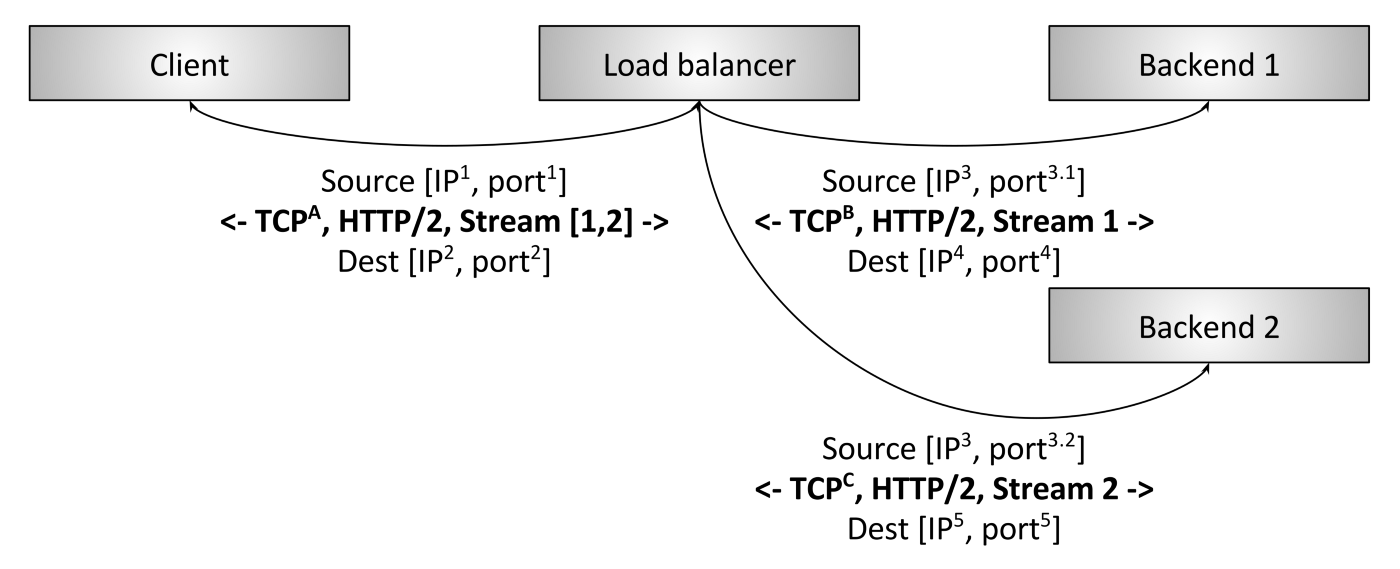 Client
Load balancer
Backend 1
Source [IP¹, port¹]
<- TCPᴬ, HTTP/2, Stream [1,2] ->
Dest [IP², port²]
Source [IP³, port³·¹]
<- TCPᴮ, HTTP/2, Stream 1 ->
Dest [IP⁴, port⁴]
Backend 2
Source [IP³, port³·²]
<- TCPᶜ, HTTP/2, Stream 2 ->
Dest [IP⁵, port⁵]